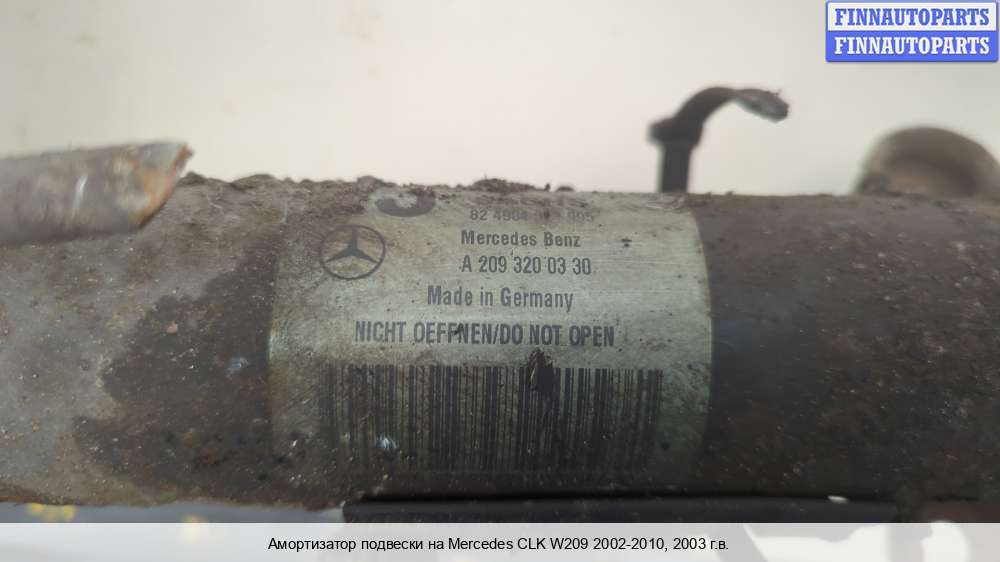 FINNAUTOPARTS
FINNAUTOPARTS
Mercedes Benz
A 209 320 03 30
Made in Germany
NICHT OEFFNEN/DO NOT OPEN
Амортизатор подвески на Mercedes CLK W209 2002-2010, 2003 г.в.